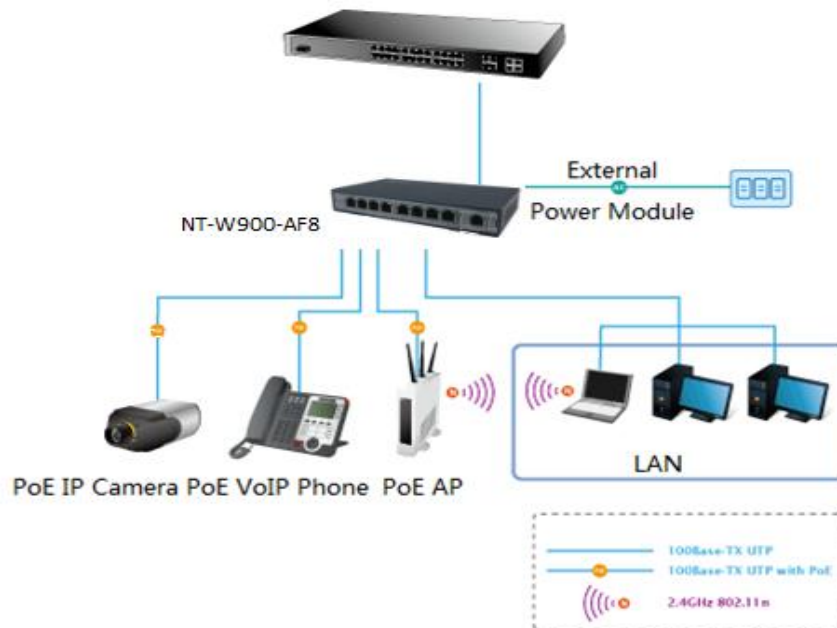 External
Power Module
NT-W900-AF8
PoE IP Camera PoE VoIP Phone PoE AP
LAN
100Base-TX UTP
100Base-TX UTP with PoE
2.4GHz 802.11n